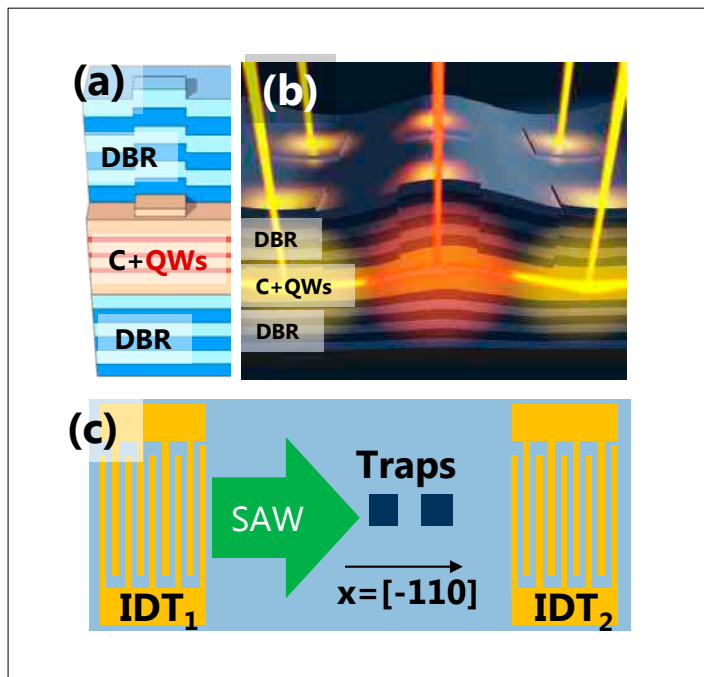 (a)
DBR
C+QWs
DBR
(b)
DBR
C+QWs
DBR
(c)
Traps
SAW
x=[-110]
IDT₁
IDT₂